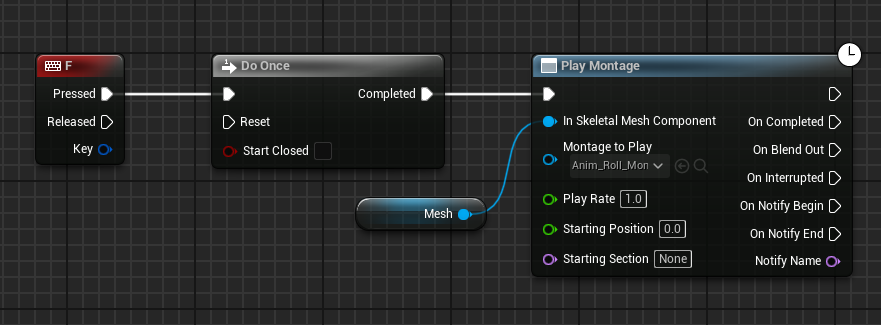 F
Pressed
Released
Key
Do Once
Completed
Reset
Start Closed
Mesh
Play Montage
In Skeletal Mesh Component
On Completed
Montage to Play
Anim_Roll_Mon
On Blend Out
On Interrupted
Play Rate 1.0
On Notify Begin
Starting Position 0.0
On Notify End
Starting Section None
Notify Name